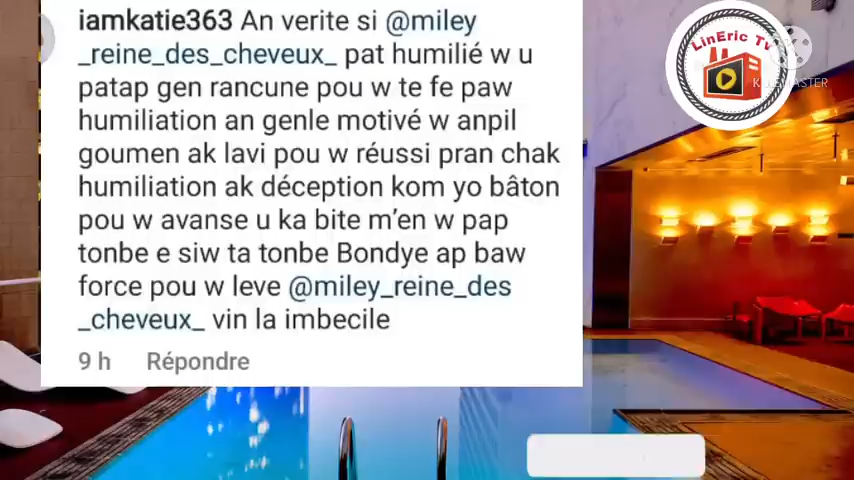 iamkatie363 An verite si @miley
_reine_des_cheveux_ pat humilié w u
patap gen rancune pou w te fe paw
humiliation an genle motivé w anpil
goumen ak lavi pou w réussi pran chak
humiliation ak déception kom yo bâton
pou w avanse u ka bite m'en w pap
tonbe e siw ta tonbe Bondye ap baw
force pou w leve @miley_reine_des
_cheveux_ vin la imbecile
9 h Répondre
LinEric Tv
KINEMASTER